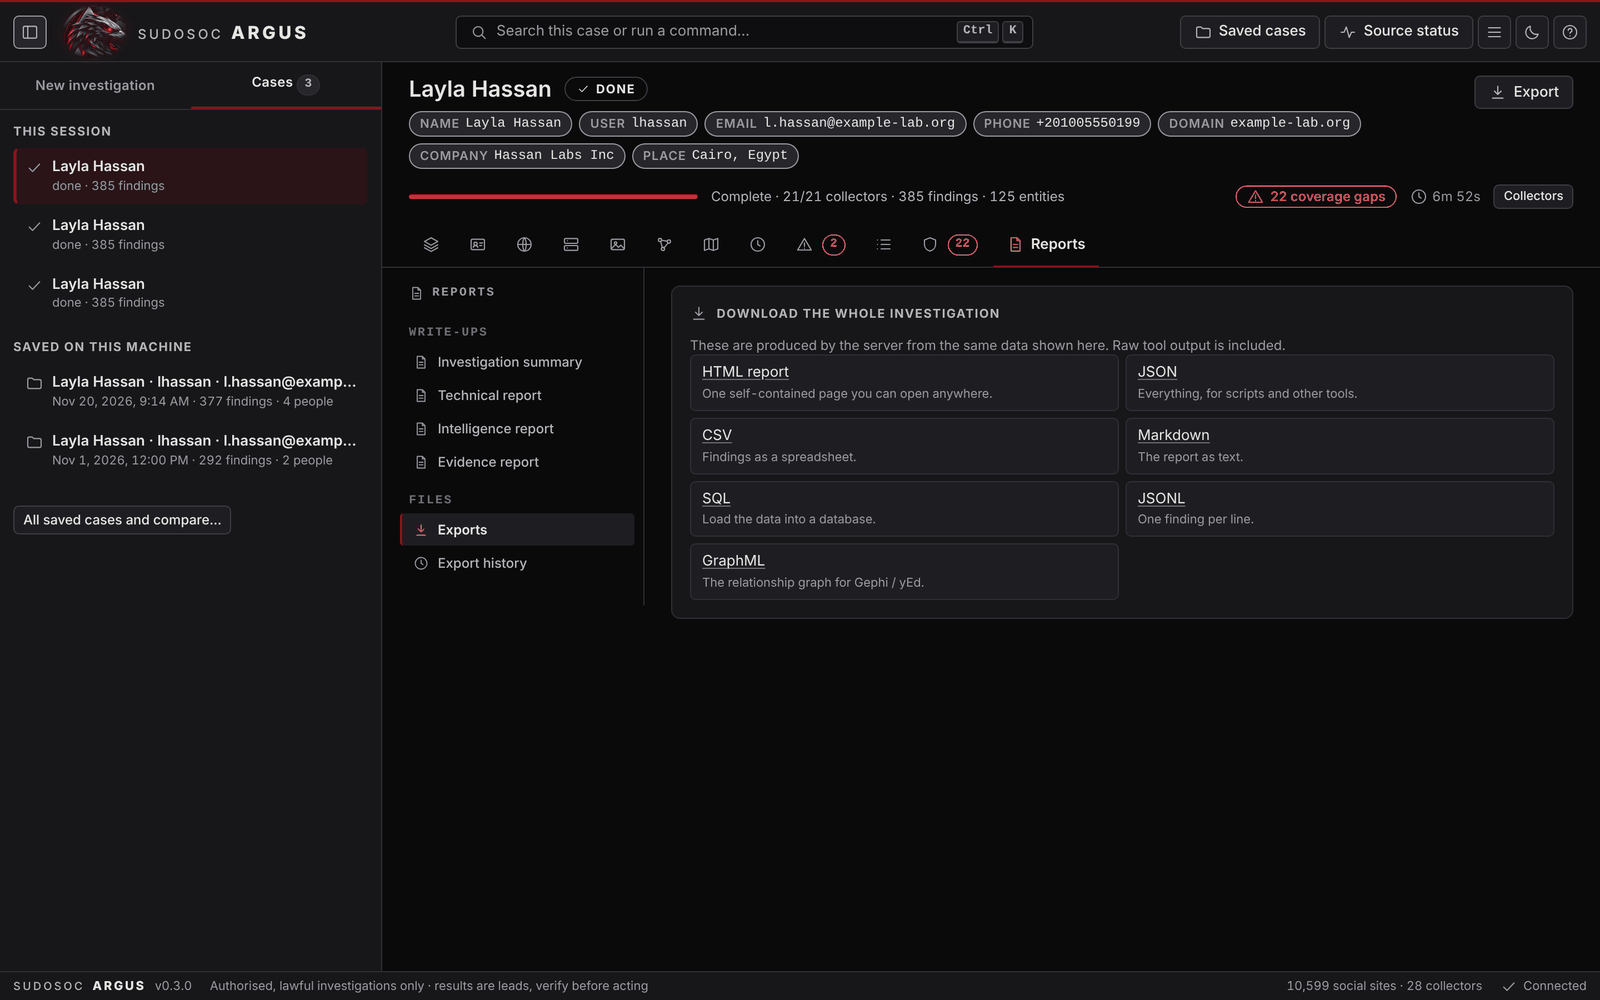 SUDOSOC ARGUS
Search this case or run a command... Ctrl K
Saved cases
Source status
New investigation
Cases 3
THIS SESSION
Layla Hassan
done · 385 findings
Layla Hassan
done · 385 findings
Layla Hassan
done · 385 findings
SAVED ON THIS MACHINE
Layla Hassan · lhassan · l.hassan@examp...
Nov 20, 2026, 9:14 AM · 377 findings · 4 people
Layla Hassan · lhassan · l.hassan@examp...
Nov 1, 2026, 12:00 PM · 292 findings · 2 people
All saved cases and compare...
Layla Hassan DONE
Export
NAME Layla Hassan USER lhassan EMAIL l.hassan@example-lab.org PHONE +201005550199 DOMAIN example-lab.org
COMPANY Hassan Labs Inc PLACE Cairo, Egypt
Complete · 21/21 collectors · 385 findings · 125 entities
22 coverage gaps 6m 52s Collectors
2 22 Reports
REPORTS
WRITE-UPS
Investigation summary
Technical report
Intelligence report
Evidence report
FILES
Exports
Export history
DOWNLOAD THE WHOLE INVESTIGATION
These are produced by the server from the same data shown here. Raw tool output is included.
HTML report
One self-contained page you can open anywhere.
JSON
Everything, for scripts and other tools.
CSV
Findings as a spreadsheet.
Markdown
The report as text.
SQL
Load the data into a database.
JSONL
One finding per line.
GraphML
The relationship graph for Gephi / yEd.
SUDOSOC ARGUS v0.3.0 Authorised, lawful investigations only · results are leads, verify before acting
10,599 social sites · 28 collectors Connected